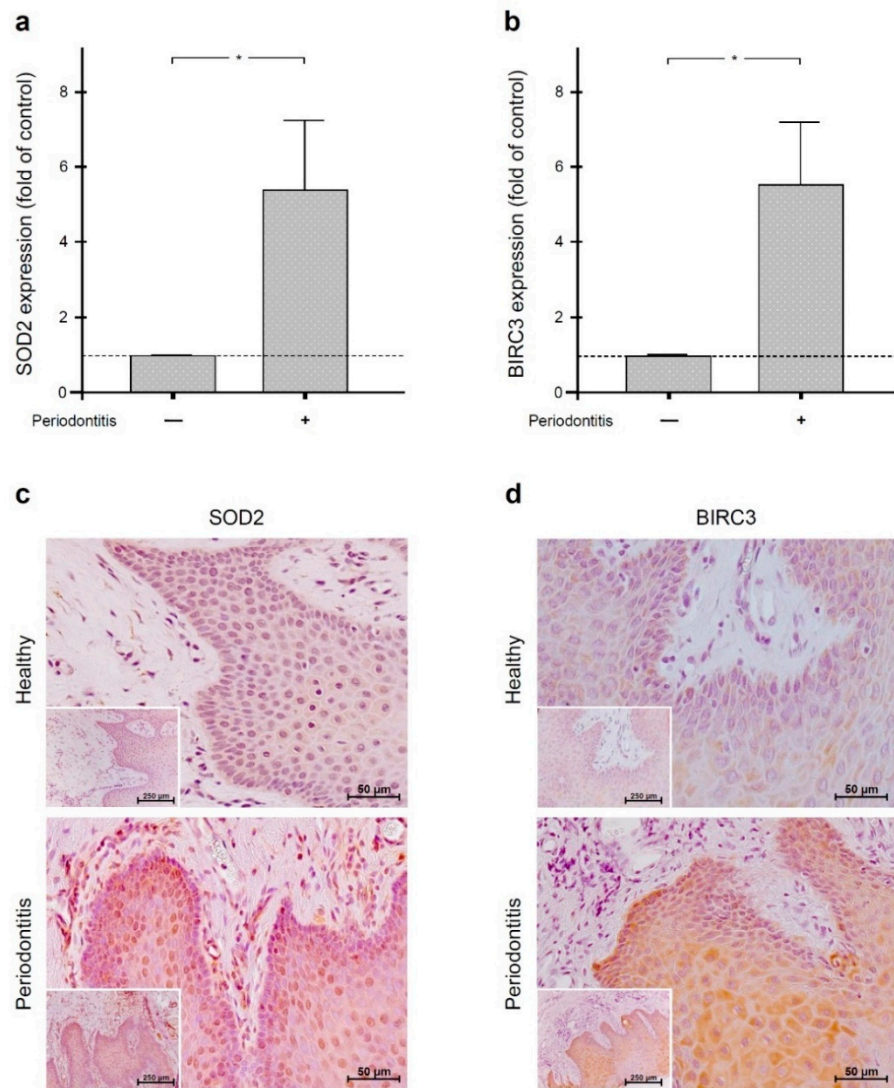 a
SOD2 expression (fold of control)
8
6
4
2
0
*
Periodontitis — +
b
BIRC3 expression (fold of control)
8
6
4
2
0
*
Periodontitis — +
c
SOD2
Healthy
250 µm
50 µm
Periodontitis
250 µm
50 µm
d
BIRC3
Healthy
250 µm
50 µm
Periodontitis
250 µm
50 µm